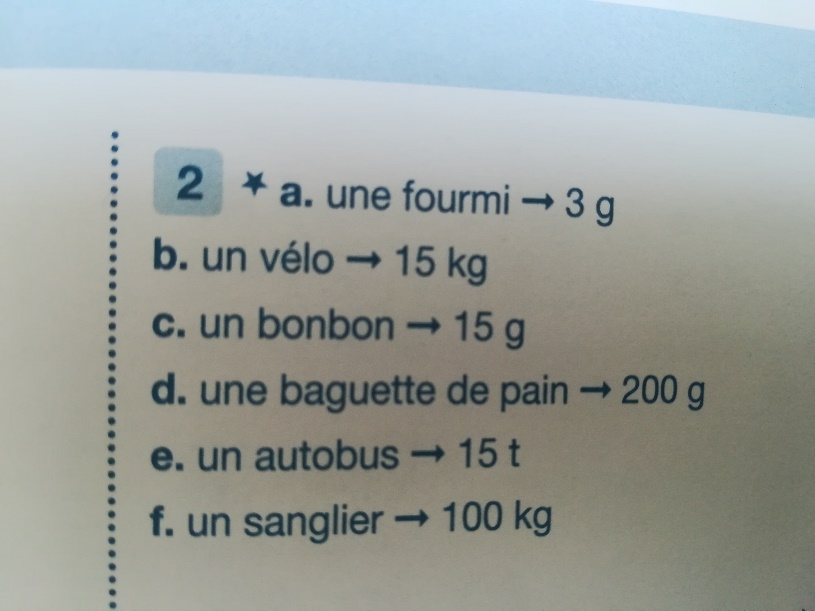 2 ★ a. une fourmi → 3 g
b. un vélo → 15 kg
c. un bonbon → 15 g
d. une baguette de pain → 200 g
e. un autobus → 15 t
f. un sanglier → 100 kg